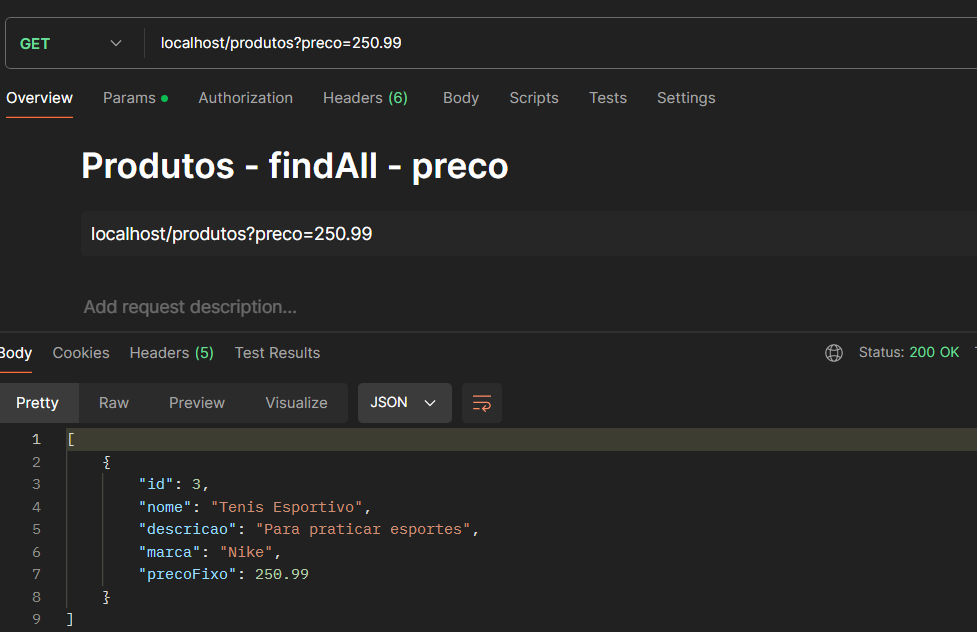 GET localhost/produtos?preco=250.99
Overview Params Authorization Headers (6) Body Scripts Tests Settings
Produtos - findAll - preco
localhost/produtos?preco=250.99
Add request description...
Body Cookies Headers (5) Test Results Status: 200 OK
Pretty Raw Preview Visualize JSON
1 [
2 {
3 "id": 3,
4 "nome": "Tenis Esportivo",
5 "descricao": "Para praticar esportes",
6 "marca": "Nike",
7 "precoFixo": 250.99
8 }
9 ]